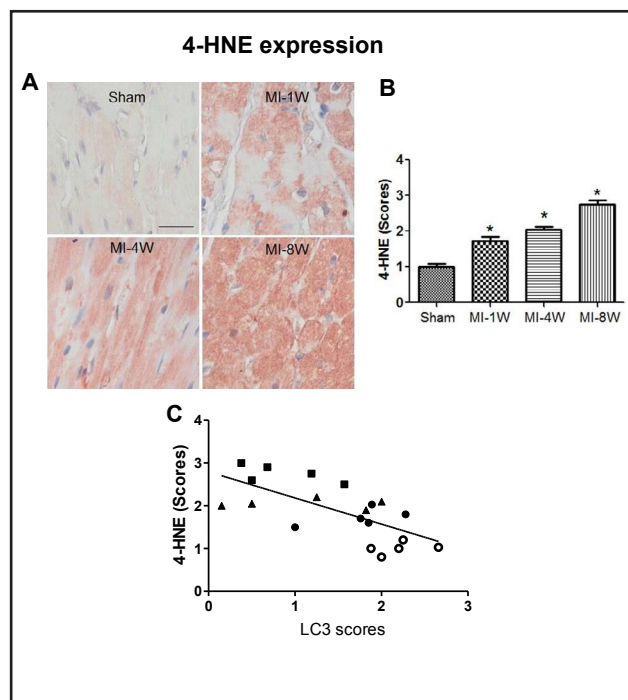 4-HNE expression
A
Sham
MI-1W
MI-4W
MI-8W
B
4-HNE (Scores)
4
3
2
1
0
*
*
*
Sham MI-1W MI-4W MI-8W
C
4-HNE (Scores)
4
3
2
1
0
0 1 2 3
LC3 scores